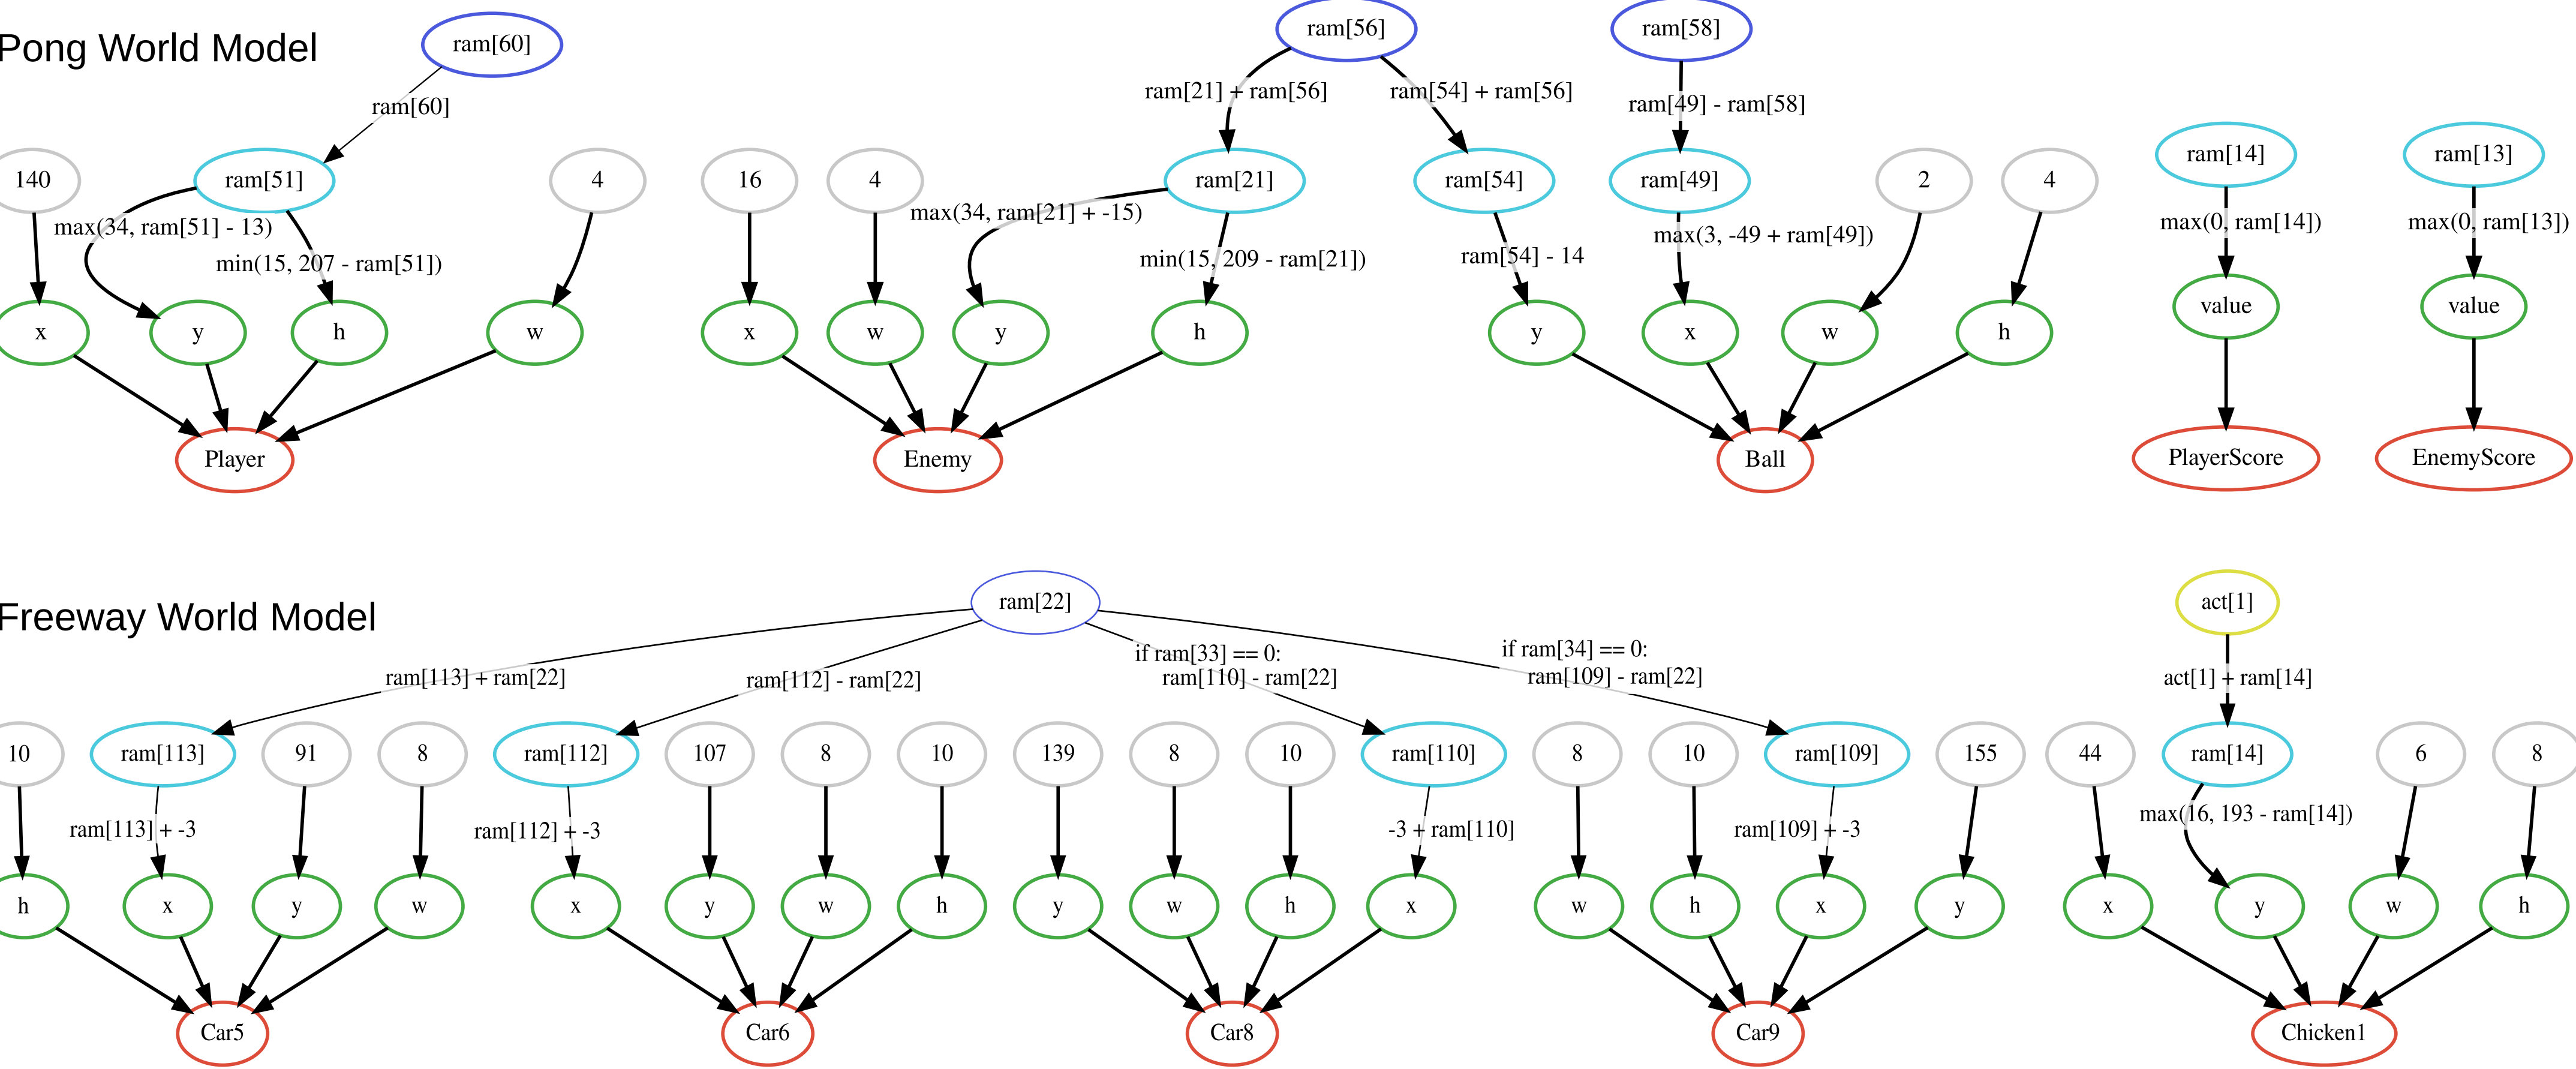 Pong World Model
ram[60]
ram[56]
ram[58]
ram[60]
ram[21] + ram[56]
ram[54] + ram[56]
ram[49] - ram[58]
140
ram[51]
4
16
4
ram[21]
ram[54]
ram[49]
2
4
ram[14]
ram[13]
max(34, ram[51] - 13)
min(15, 207 - ram[51])
max(34, ram[21] + -15)
min(15, 209 - ram[21])
ram[54] - 14
max(3, -49 + ram[49])
max(0, ram[14])
max(0, ram[13])
x
y
h
w
x
w
y
h
y
x
w
h
value
value
Player
Enemy
Ball
PlayerScore
EnemyScore
Freeway World Model
ram[22]
act[1]
ram[113] + ram[22]
ram[112] - ram[22]
if ram[33] == 0:
ram[110] - ram[22]
if ram[34] == 0:
ram[109] - ram[22]
act[1] + ram[14]
10
ram[113]
91
8
ram[112]
107
8
10
139
8
10
ram[110]
8
10
ram[109]
155
44
ram[14]
6
8
ram[113] + -3
ram[112] + -3
-3 + ram[110]
ram[109] + -3
max(16, 193 - ram[14])
h
x
y
w
x
y
w
h
y
w
h
x
w
h
x
y
x
y
w
h
Car5
Car6
Car8
Car9
Chicken1